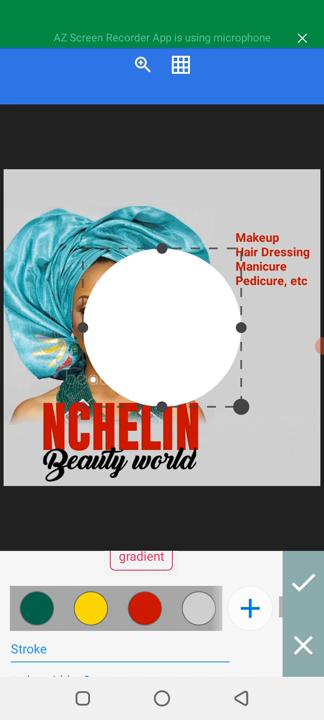 AZ Screen Recorder App is using microphone
Makeup
Hair Dressing
Manicure
Pedicure, etc
NCHELIN
Beauty world
gradient
Stroke